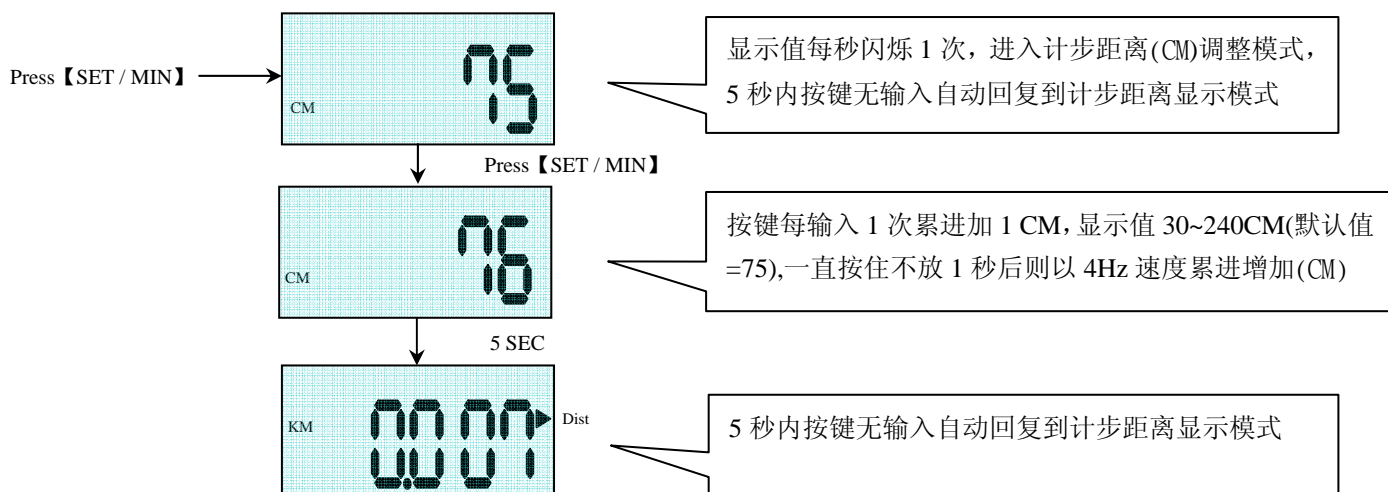 Press【SET / MIN】
75
CM
显示值每秒闪烁 1 次，进入计步距离(CM)调整模式，
5 秒内按键无输入自动回复到计步距离显示模式
Press【SET / MIN】
76
CM
按键每输入 1 次累进加 1 CM，显示值 30~240CM(默认值
=75),一直按住不放 1 秒后则以 4Hz 速度累进增加(CM)
5 SEC
KM
0.007
Dist
5 秒内按键无输入自动回复到计步距离显示模式